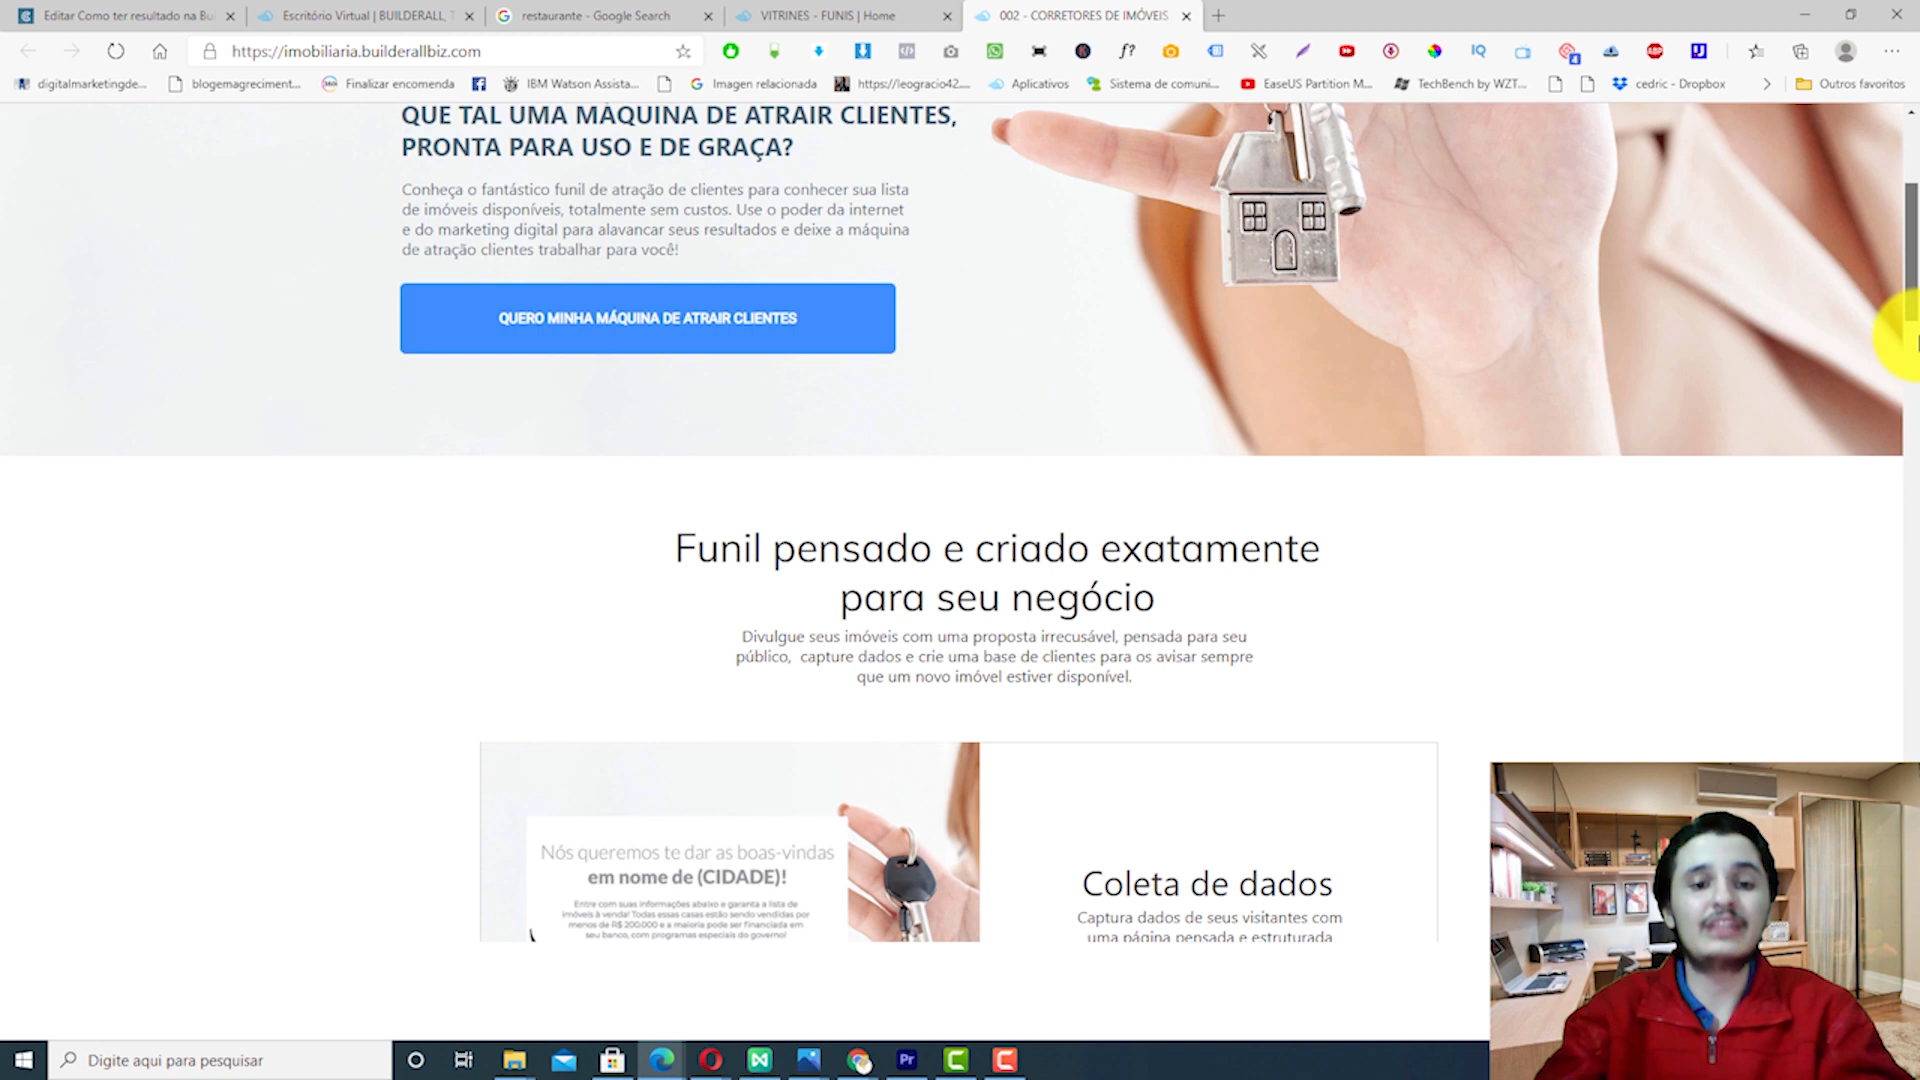 Editar Como ter resultado na Bu
Escritório Virtual | BUILDERALL, T
restaurante - Google Search
VITRINES - FUNIS | Home
002 - CORRETORES DE IMÓVEIS
https://imobiliaria.builderallbiz.com
f?
IQ
4
ABP
digitalmarketingde...
blogemagreciment...
Finalizar encomenda
IBM Watson Assista...
Imagen relacionada
https://leogracio42....
Aplicativos
Sistema de comuni...
EaseUS Partition M...
TechBench by WZT...
cedric - Dropbox
Outros favoritos
QUE TAL UMA MÁQUINA DE ATRAIR CLIENTES,
PRONTA PARA USO E DE GRAÇA?
Conheça o fantástico funil de atração de clientes para conhecer sua lista
de imóveis disponíveis, totalmente sem custos. Use o poder da internet
e do marketing digital para alavancar seus resultados e deixe a máquina
de atração clientes trabalhar para você!
QUERO MINHA MÁQUINA DE ATRAIR CLIENTES
Funil pensado e criado exatamente
para seu negócio
Divulgue seus imóveis com uma proposta irrecusável, pensada para seu
público, capture dados e crie uma base de clientes para os avisar sempre
que um novo imóvel estiver disponível.
Nós queremos te dar as boas-vindas
em nome de (CIDADE)!
Entre com suas informações abaixo e garanta a lista de
imóveis à venda! Todas essas casas estão sendo vendidas por
menos de R$ 200.000 e a maioria pode ser financiada em
seu banco, com programas especiais do governo!
Coleta de dados
Captura dados de seus visitantes com
uma página pensada e estruturada
Digite aqui para pesquisar
Pr